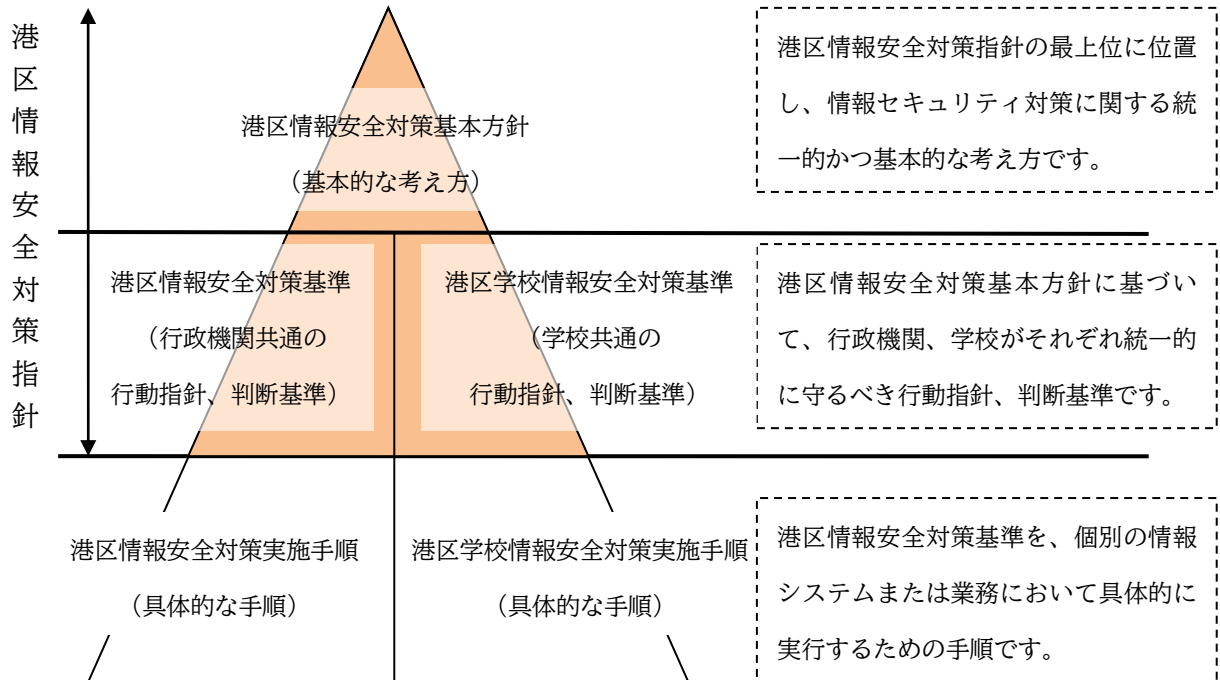 港区情報安全対策指針
港区情報安全対策基本方針
（基本的な考え方）
港区情報安全対策指針の最上位に位置
し、情報セキュリティ対策に関する統
一的かつ基本的な考え方です。
港区情報安全対策基準
（行政機関共通の
行動指針、判断基準）
港区学校情報安全対策基準
（学校共通の
行動指針、判断基準）
港区情報安全対策基本方針に基づい
て、行政機関、学校がそれぞれ統一的
に守るべき行動指針、判断基準です。
港区情報安全対策実施手順
（具体的な手順）
港区学校情報安全対策実施手順
（具体的な手順）
港区情報安全対策基準を、個別の情報
システムまたは業務において具体的に
実行するための手順です。